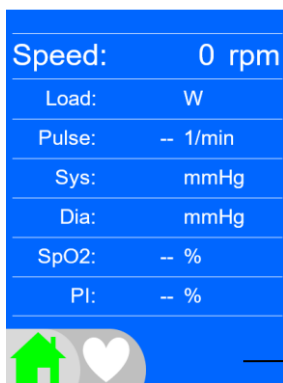 Speed: 0 rpm
Load: W
Pulse: -- 1/min
Sys: mmHg
Dia: mmHg
SpO2: -- %
PI: -- %